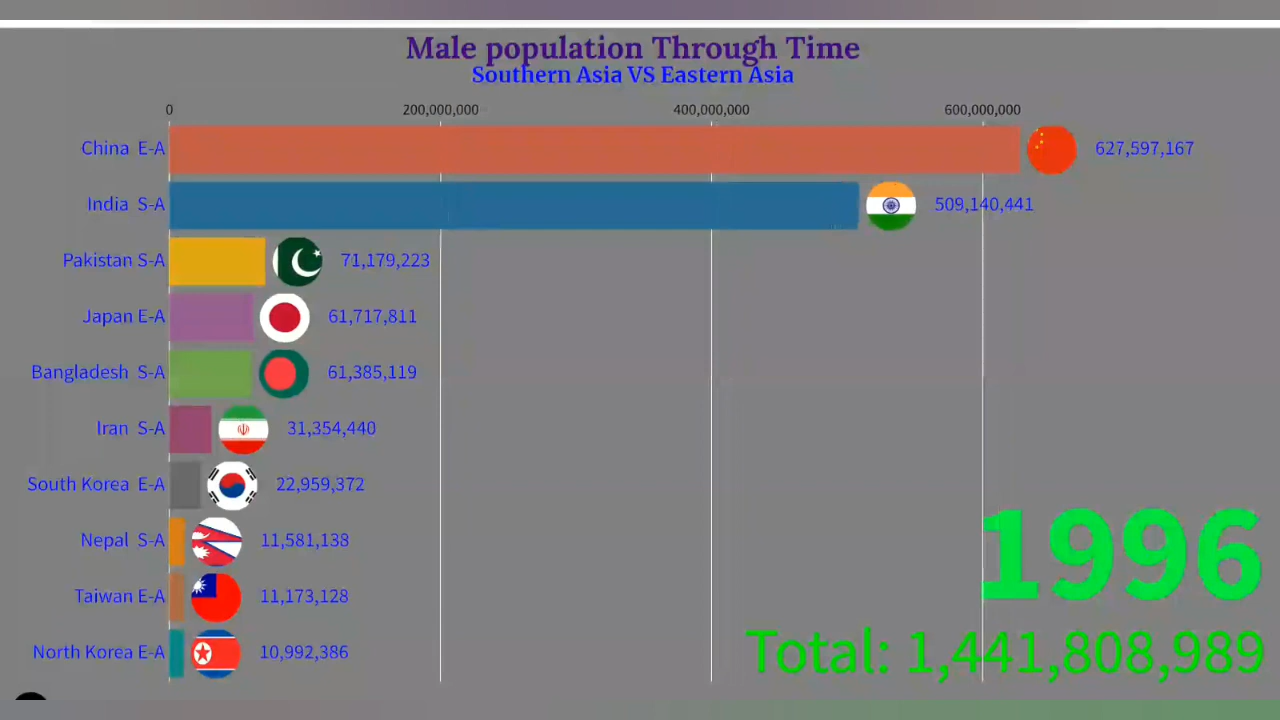 Male population Through Time
Southern Asia VS Eastern Asia
0 200,000,000 400,000,000 600,000,000
China E-A 627,597,167
India S-A 509,140,441
Pakistan S-A 71,179,223
Japan E-A 61,717,811
Bangladesh S-A 61,385,119
Iran S-A 31,354,440
South Korea E-A 22,959,372
Nepal S-A 11,581,138
Taiwan E-A 11,173,128
North Korea E-A 10,992,386
1996
Total: 1,441,808,989